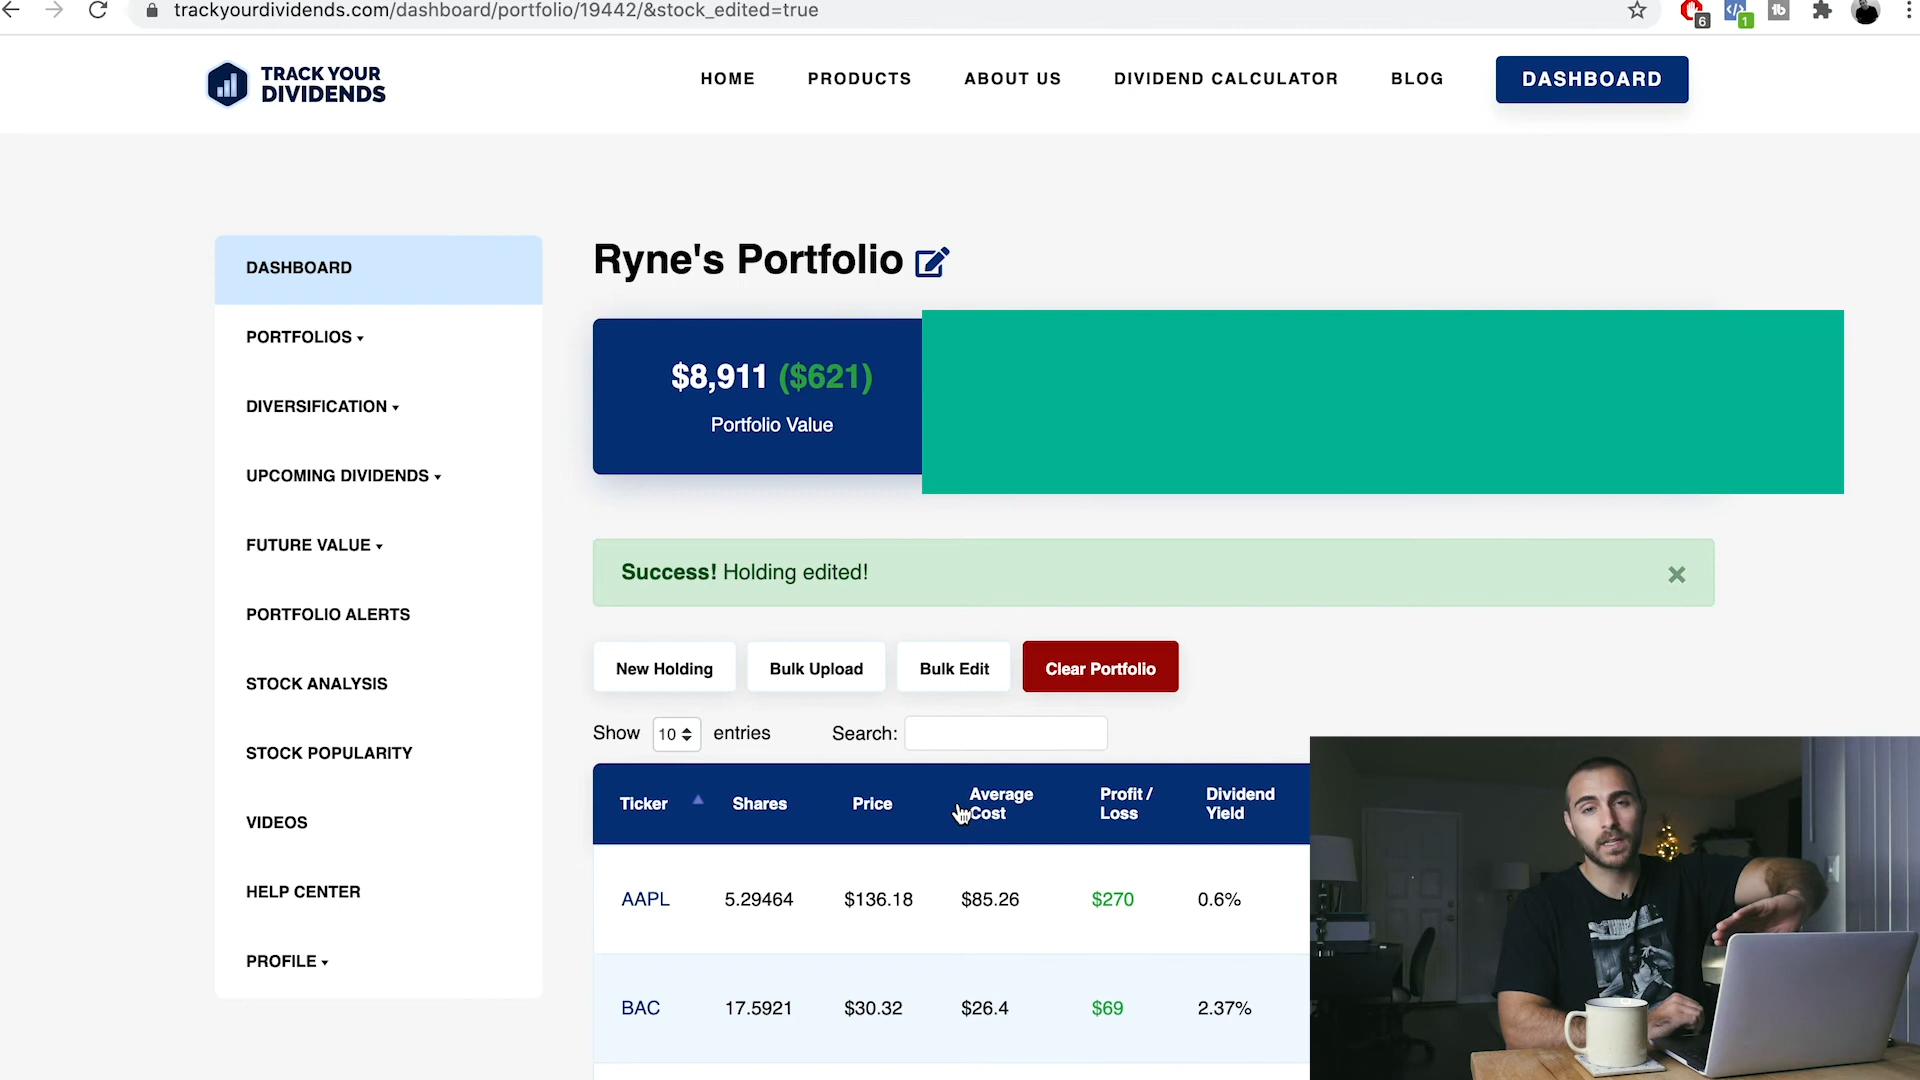 trackyourdividends.com/dashboard/portfolio/19442/&stock_edited=true
6
1
TRACK YOUR
DIVIDENDS
HOME
PRODUCTS
ABOUT US
DIVIDEND CALCULATOR
BLOG
DASHBOARD
DASHBOARD
PORTFOLIOS
DIVERSIFICATION
UPCOMING DIVIDENDS
FUTURE VALUE
PORTFOLIO ALERTS
STOCK ANALYSIS
STOCK POPULARITY
VIDEOS
HELP CENTER
PROFILE
Ryne's Portfolio
$8,911 ($621)
Portfolio Value
Success! Holding edited!
New Holding
Bulk Upload
Bulk Edit
Clear Portfolio
Show 10 entries
Search:
Ticker Shares Price Average Cost Profit / Loss Dividend Yield
AAPL 5.29464 $136.18 $85.26 $270 0.6%
BAC 17.5921 $30.32 $26.4 $69 2.37%